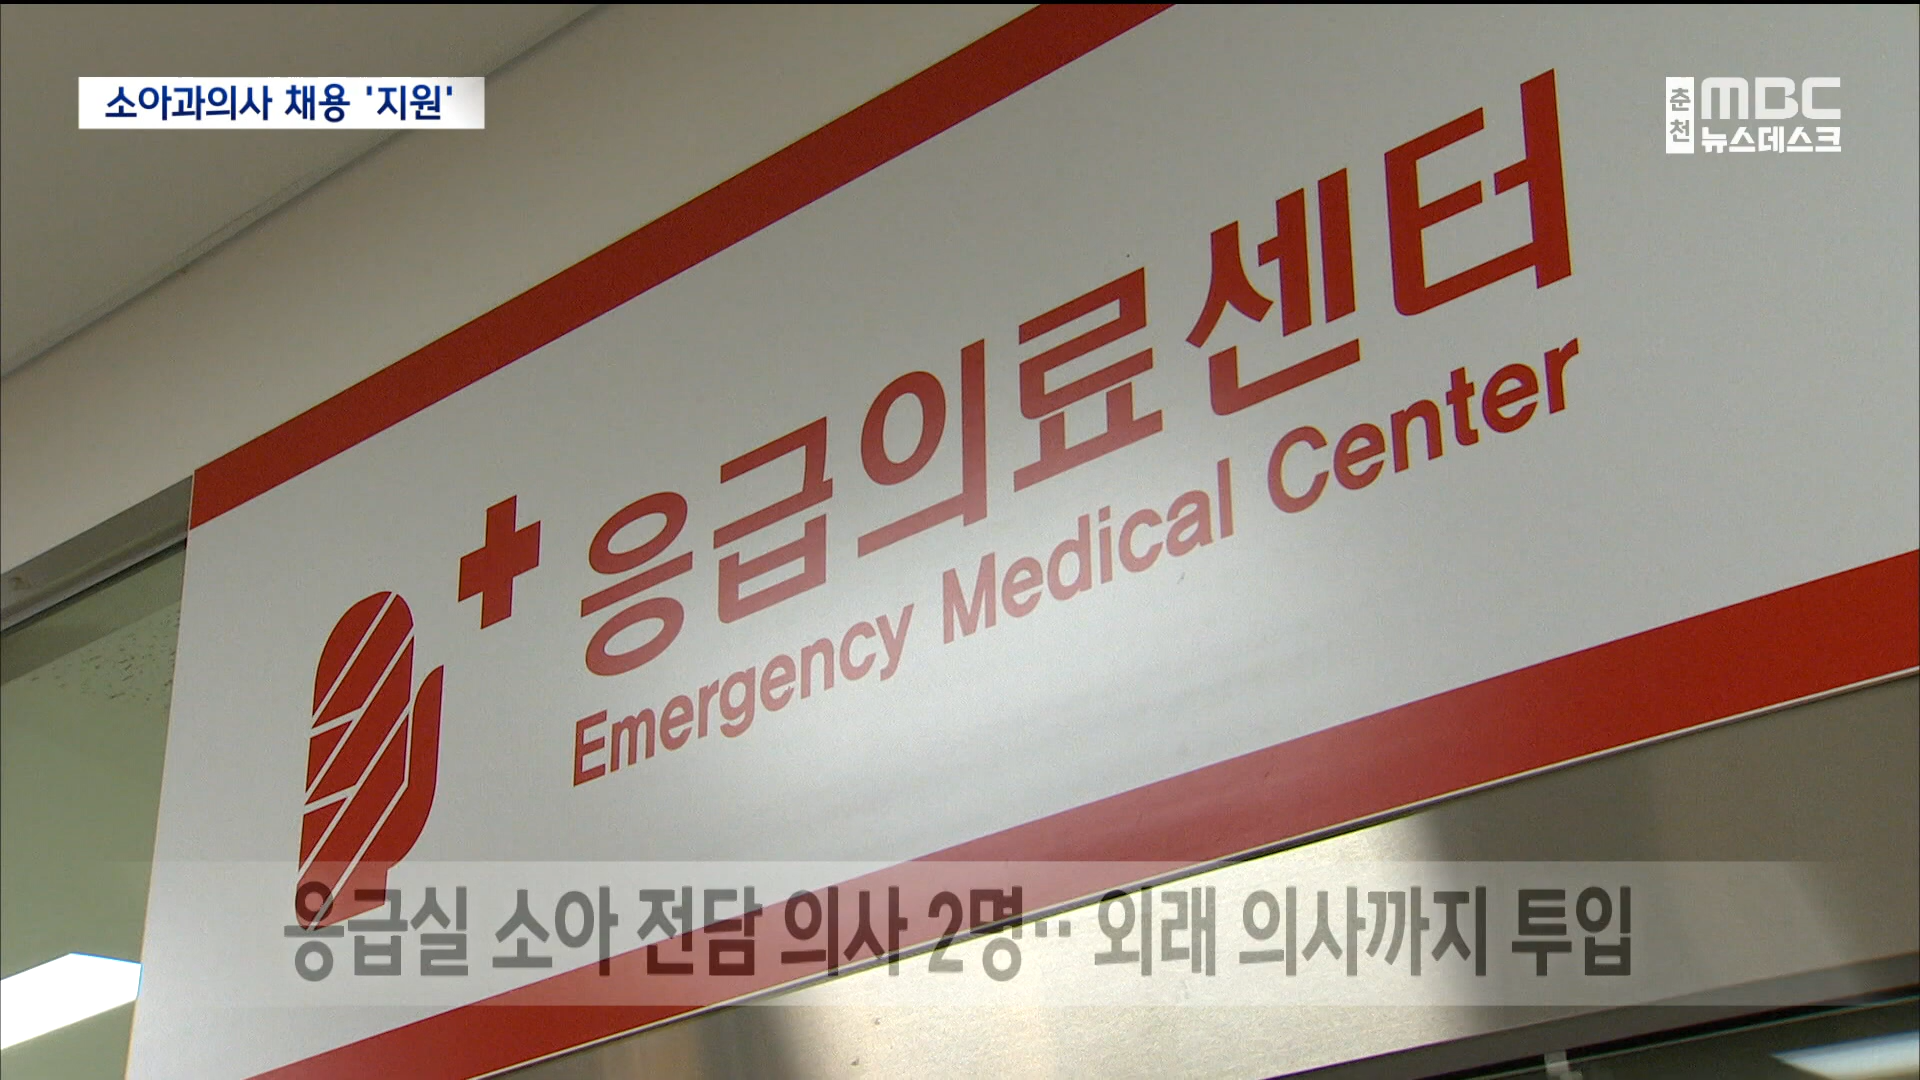 소아과의사 채용 '지원'
춘천
MBC
뉴스데스크
응급의료센터
Emergency Medical Center
응급실 소아 전담 의사 2명‥ 외래 의사까지 투입